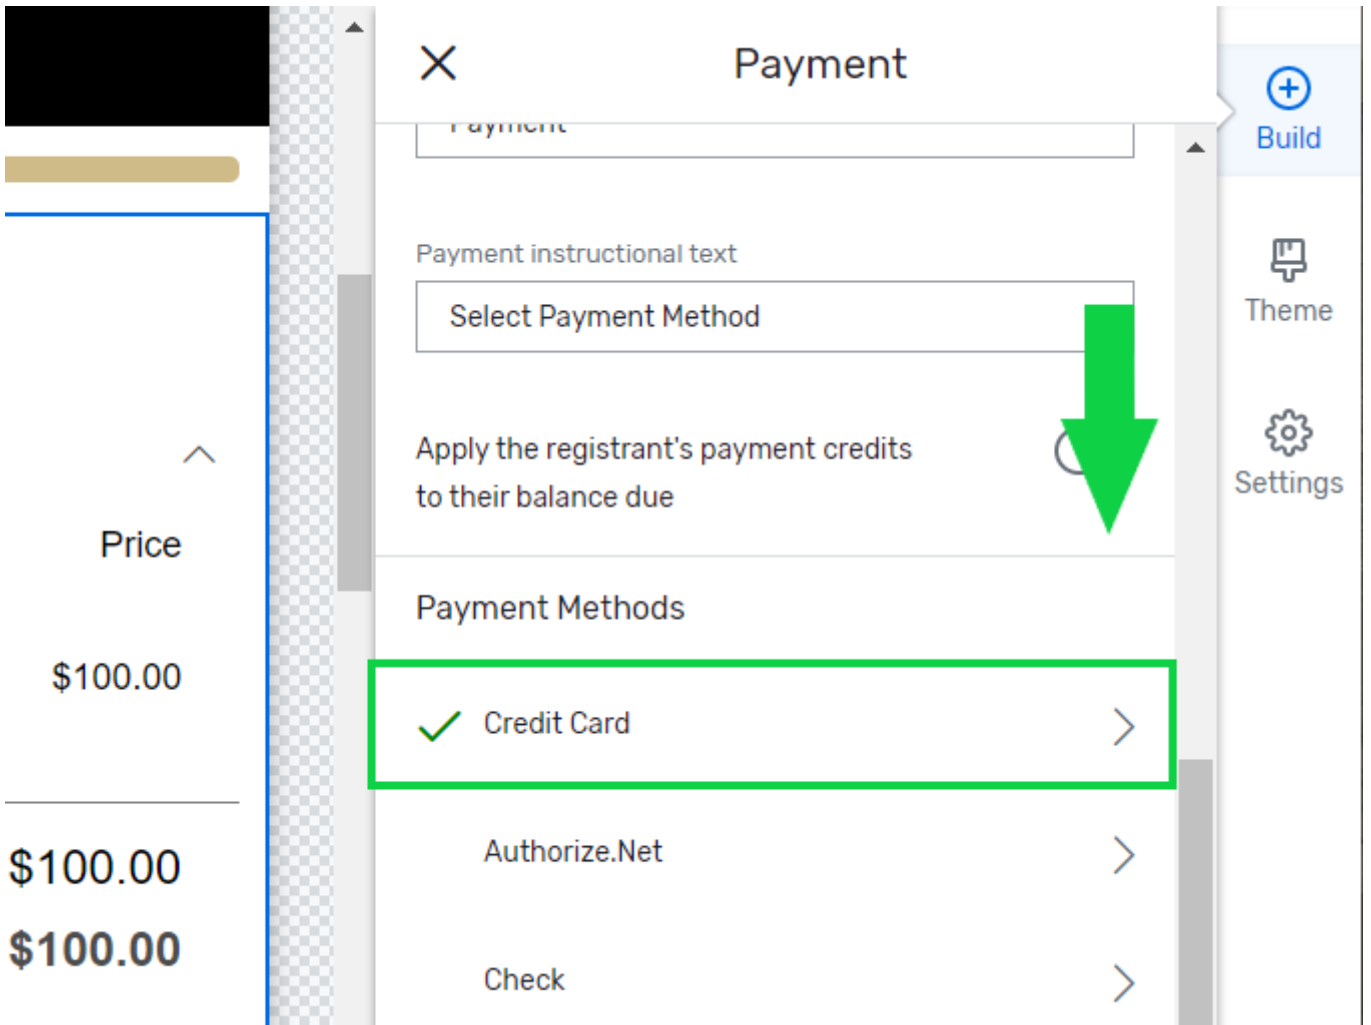 Payment
Payment
Payment instructional text
Select Payment Method
Apply the registrant's payment credits
to their balance due
Payment Methods
Credit Card
Authorize.Net
Check
Price
$100.00
$100.00
$100.00
Build
Theme
Settings